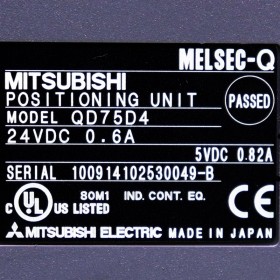 MELSEC-Q
MITSUBISHI
POSITIONING UNIT
PASSED
MODEL QD75D4
24VDC 0.6A
5VDC 0.82A
SERIAL 100914102530049-B
C UL US LISTED 80M1 IND. CONT. EQ. CE
MITSUBISHI ELECTRIC MADE IN JAPAN